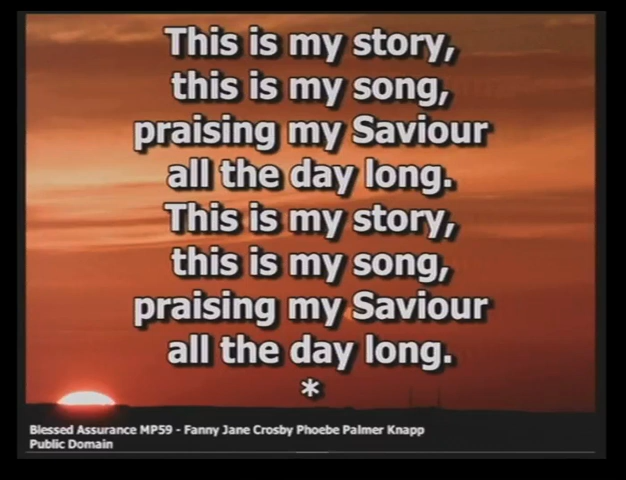 This is my story,
this is my song,
praising my Saviour
all the day long.
This is my story,
this is my song,
praising my Saviour
all the day long.
*
Blessed Assurance MP59 - Fanny Jane Crosby Phoebe Palmer Knapp
Public Domain